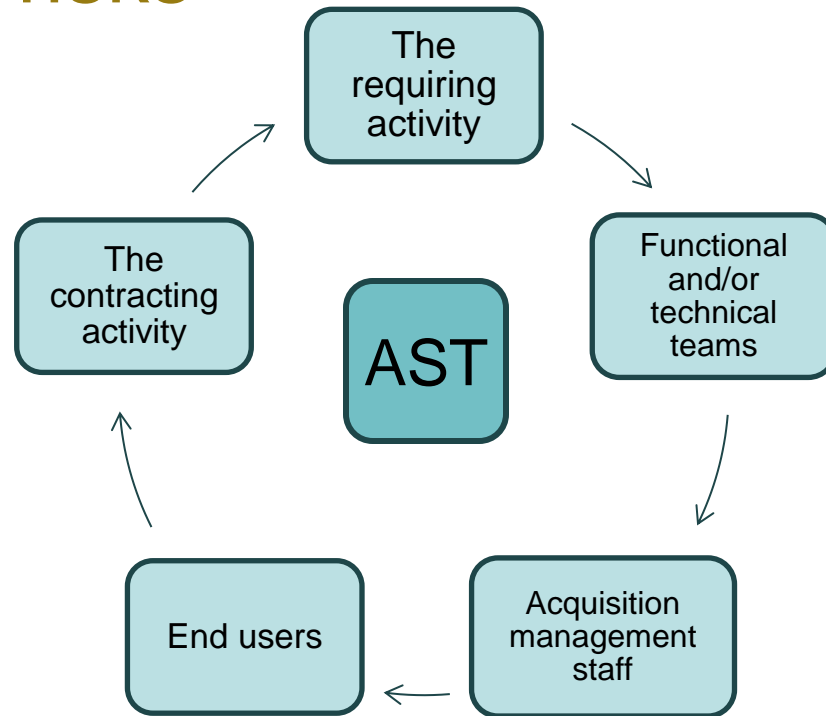 The
requiring
activity
Functional
and/or
technical
teams
Acquisition
management
staff
End users
The
contracting
activity
AST